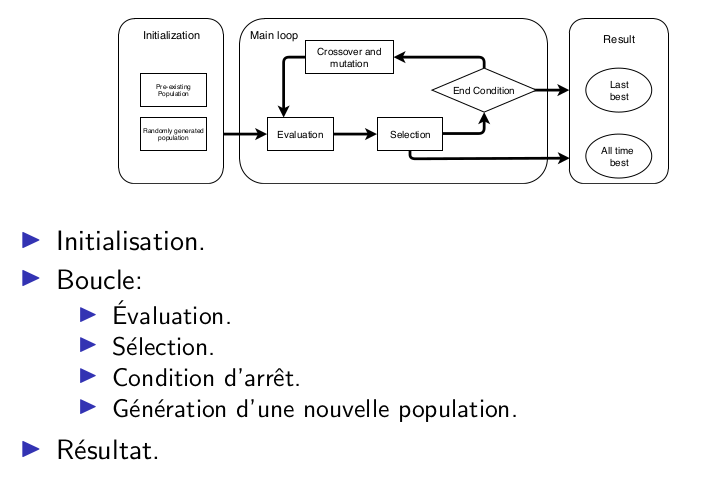 Initialization
Main loop
Result
Crossover and
mutation
Pre-existing
Population
End Condition
Last
best
Randomly generated
population
Evaluation
Selection
All time
best
Initialisation.
Boucle:
Évaluation.
Sélection.
Condition d'arrêt.
Génération d'une nouvelle population.
Résultat.